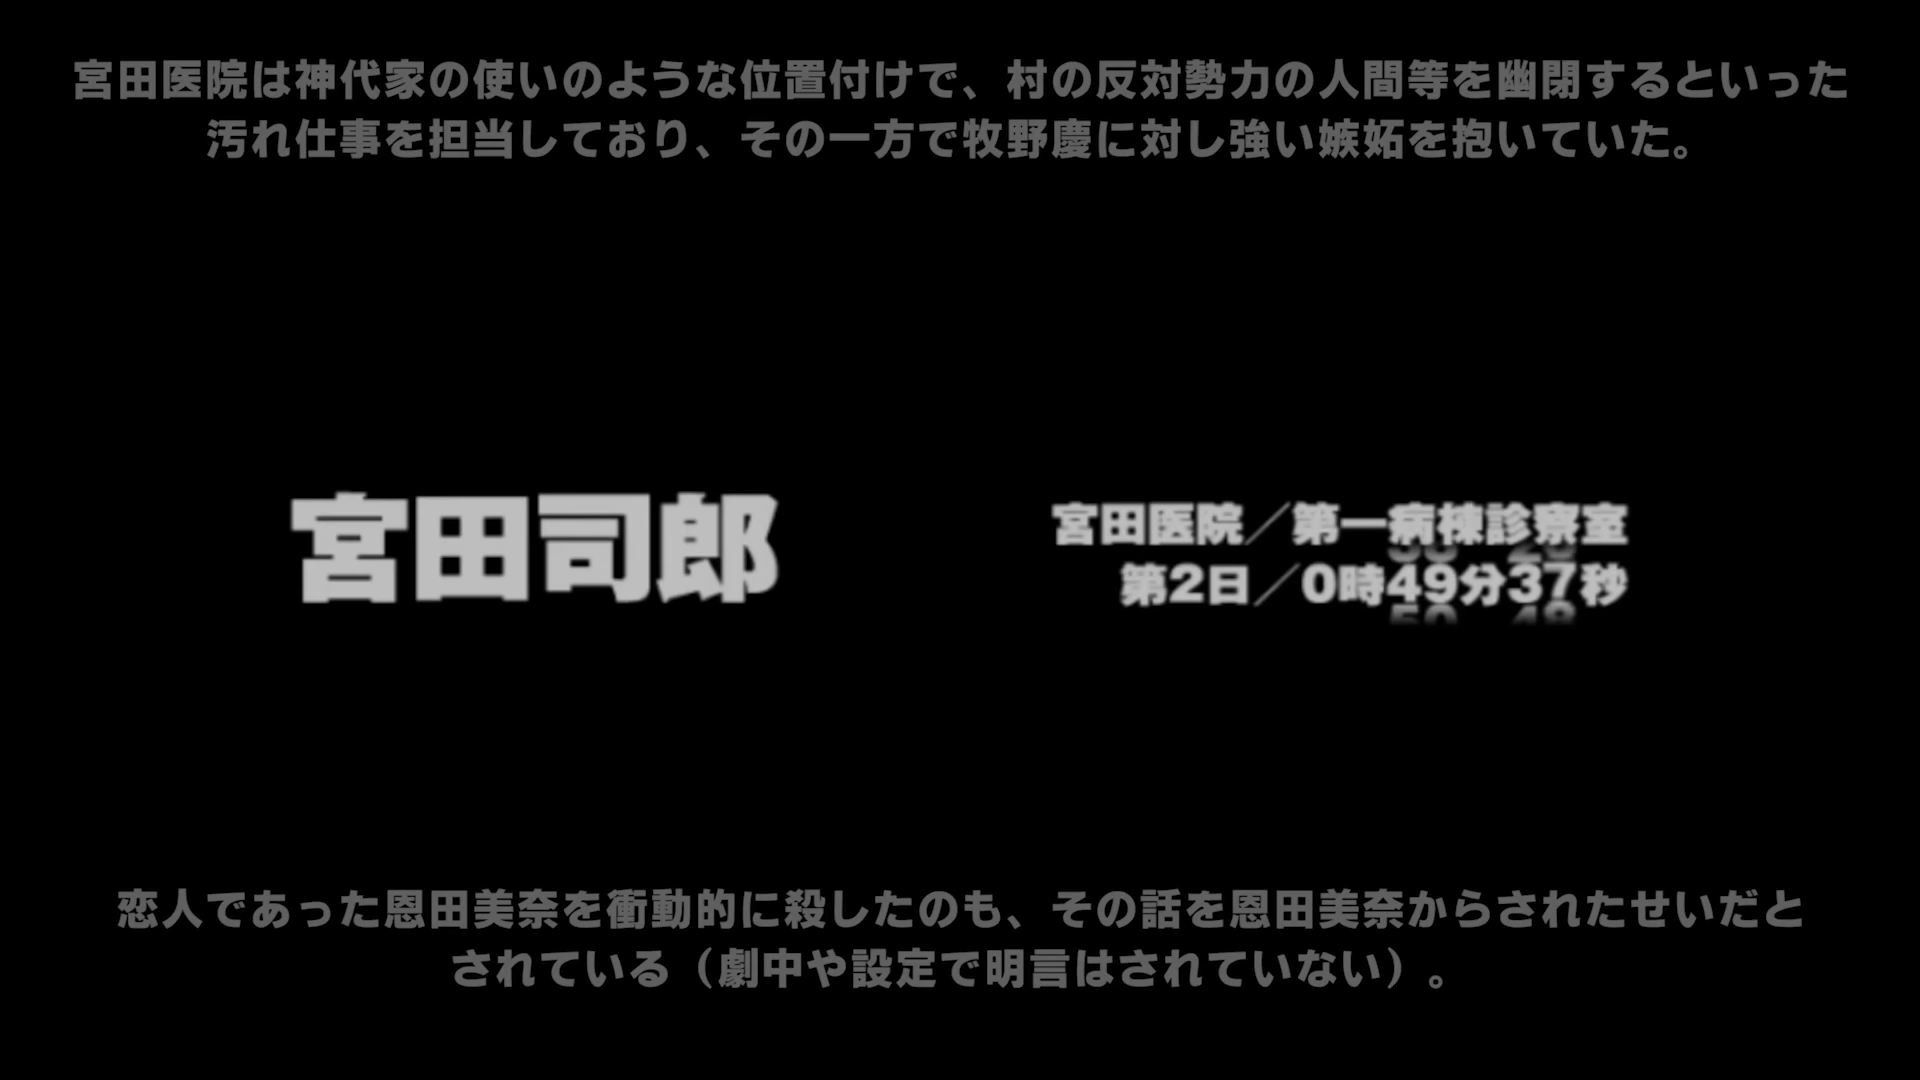 宮田医院は神代家の使いのような位置付けで、村の反対勢力の人間等を幽閉するといった
汚れ仕事を担当しており、その一方で牧野慶に対し強い嫉妬を抱いていた。
宮田司郎
宮田医院／第一病棟診察室
第2日／0時49分37秒
恋人であった恩田美奈を衝動的に殺したのも、その話を恩田美奈からされたせいだと
されている（劇中や設定で明言はされていない）。